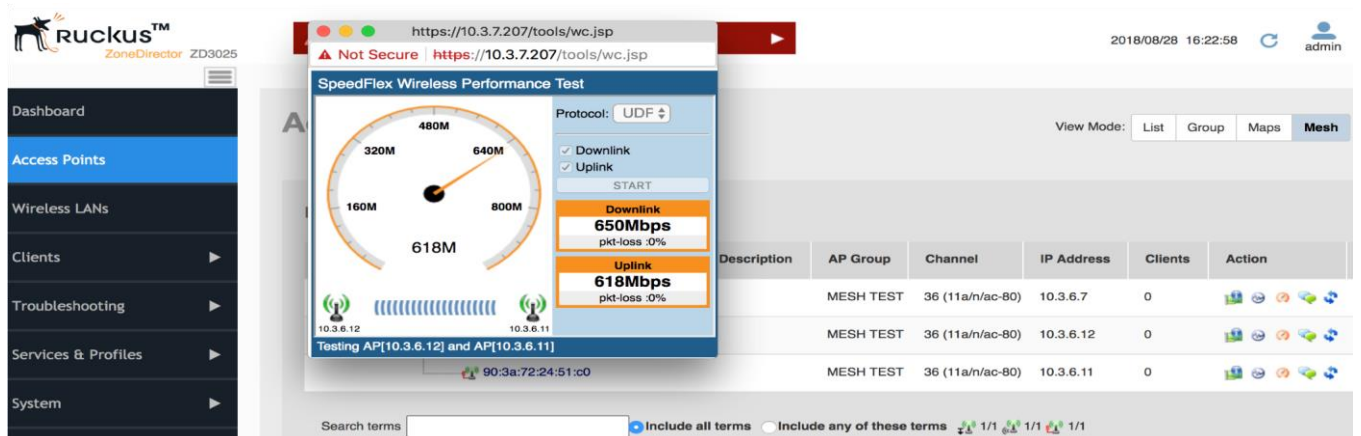 RUCKUS™
ZoneDirector ZD3025
https://10.3.7.207/tools/wc.jsp
Not Secure https://10.3.7.207/tools/wc.jsp
2018/08/28 16:22:58
admin
Dashboard
Access Points
Wireless LANs
Clients
Troubleshooting
Services & Profiles
System
SpeedFlex Wireless Performance Test
480M
320M
640M
160M
800M
618M
Protocol: UDF
Downlink
Uplink
START
Downlink
650Mbps
pkt-loss :0%
Uplink
618Mbps
pkt-loss :0%
10.3.6.12
10.3.6.11
Testing AP[10.3.6.12] and AP[10.3.6.11]
View Mode: List Group Maps Mesh
Description AP Group Channel IP Address Clients Action
MESH TEST 36 (11a/n/ac-80) 10.3.6.7 0
MESH TEST 36 (11a/n/ac-80) 10.3.6.12 0
90:3a:72:24:51:c0 MESH TEST 36 (11a/n/ac-80) 10.3.6.11 0
Search terms Include all terms Include any of these terms 1/1 1/1 1/1